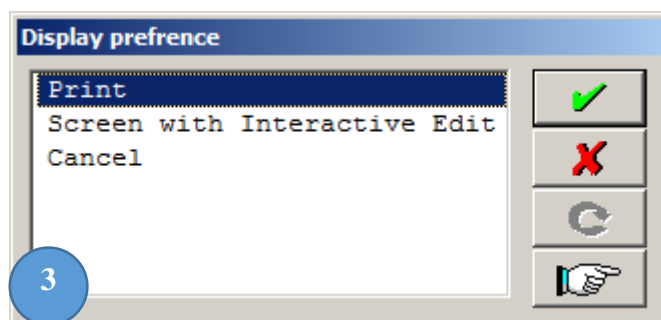 Display prefrence
Print
Screen with Interactive Edit
Cancel
3